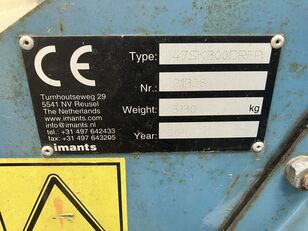 CE
Turnhoutseweg 29
5541 NV Reusel
The Netherlands
www.imants.com
info@imants.nl
tel.: +31 497 642433
fax: +31 497 643205
imants
Type: 47SK300DRFP
Nr.:
Weight: kg
Year: